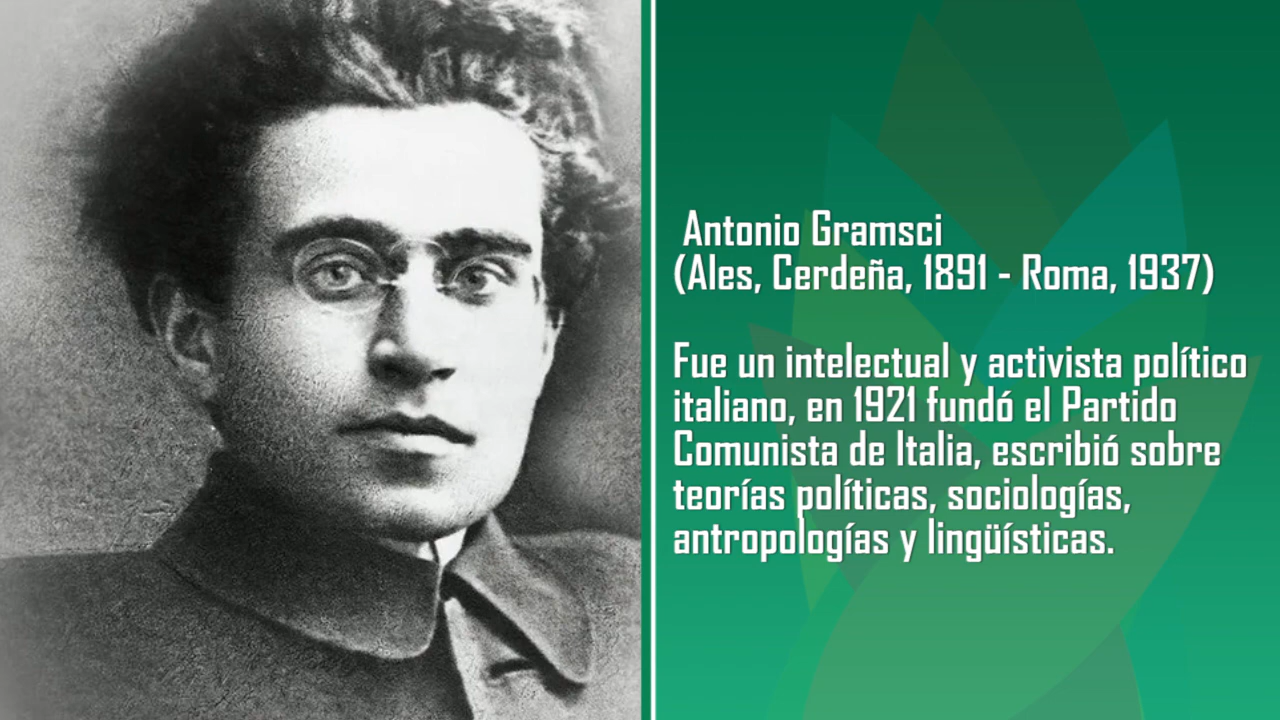 Antonio Gramsci
(Ales, Cerdeña, 1891 - Roma, 1937)
Fue un intelectual y activista político
italiano, en 1921 fundó el Partido
Comunista de Italia, escribió sobre
teorías políticas, sociologías,
antropologías y lingüísticas.